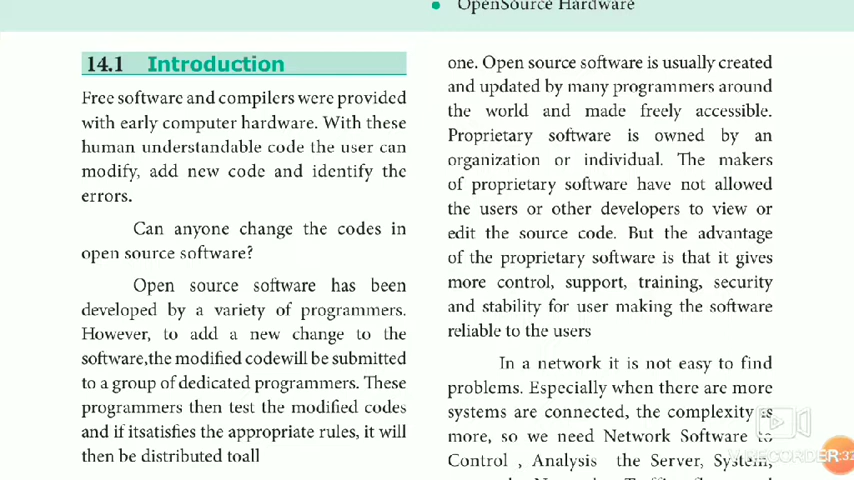 OpenSource Hardware
14.1 Introduction
Free software and compilers were provided
with early computer hardware. With these
human understandable code the user can
modify, add new code and identify the
errors.
Can anyone change the codes in
open source software?
Open source software has been
developed by a variety of programmers.
However, to add a new change to the
software,the modified codewill be submitted
to a group of dedicated programmers. These
programmers then test the modified codes
and if itsatisfies the appropriate rules, it will
then be distributed toall
one. Open source software is usually created
and updated by many programmers around
the world and made freely accessible.
Proprietary software is owned by an
organization or individual. The makers
of proprietary software have not allowed
the users or other developers to view or
edit the source code. But the advantage
of the proprietary software is that it gives
more control, support, training, security
and stability for user making the software
reliable to the users
In a network it is not easy to find
problems. Especially when there are more
systems are connected, the complexity is
more, so we need Network Software to
Control , Analysis the Server, System,